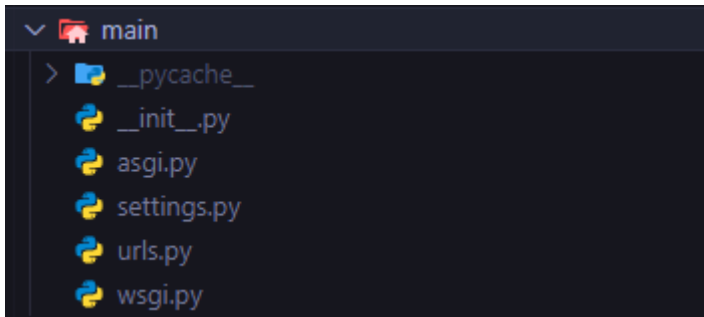 main
__pycache__
__init__.py
asgi.py
settings.py
urls.py
wsgi.py